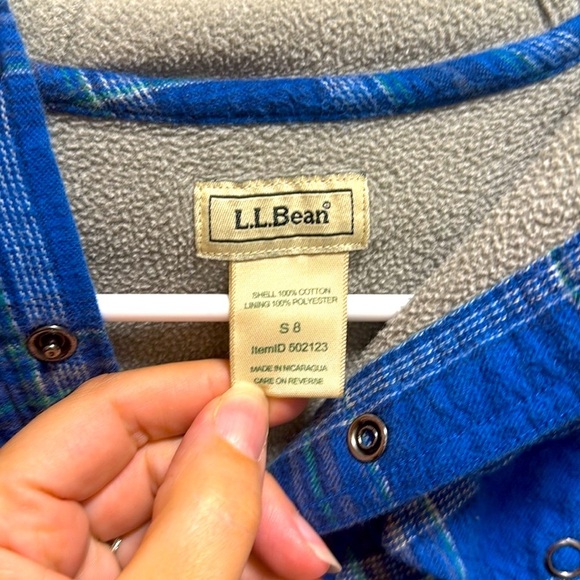 L.L.Bean®
SHELL 100% COTTON
LINING 100% POLYESTER
S 8
ItemID 502123
MADE IN NICARAGUA
CARE ON REVERSE